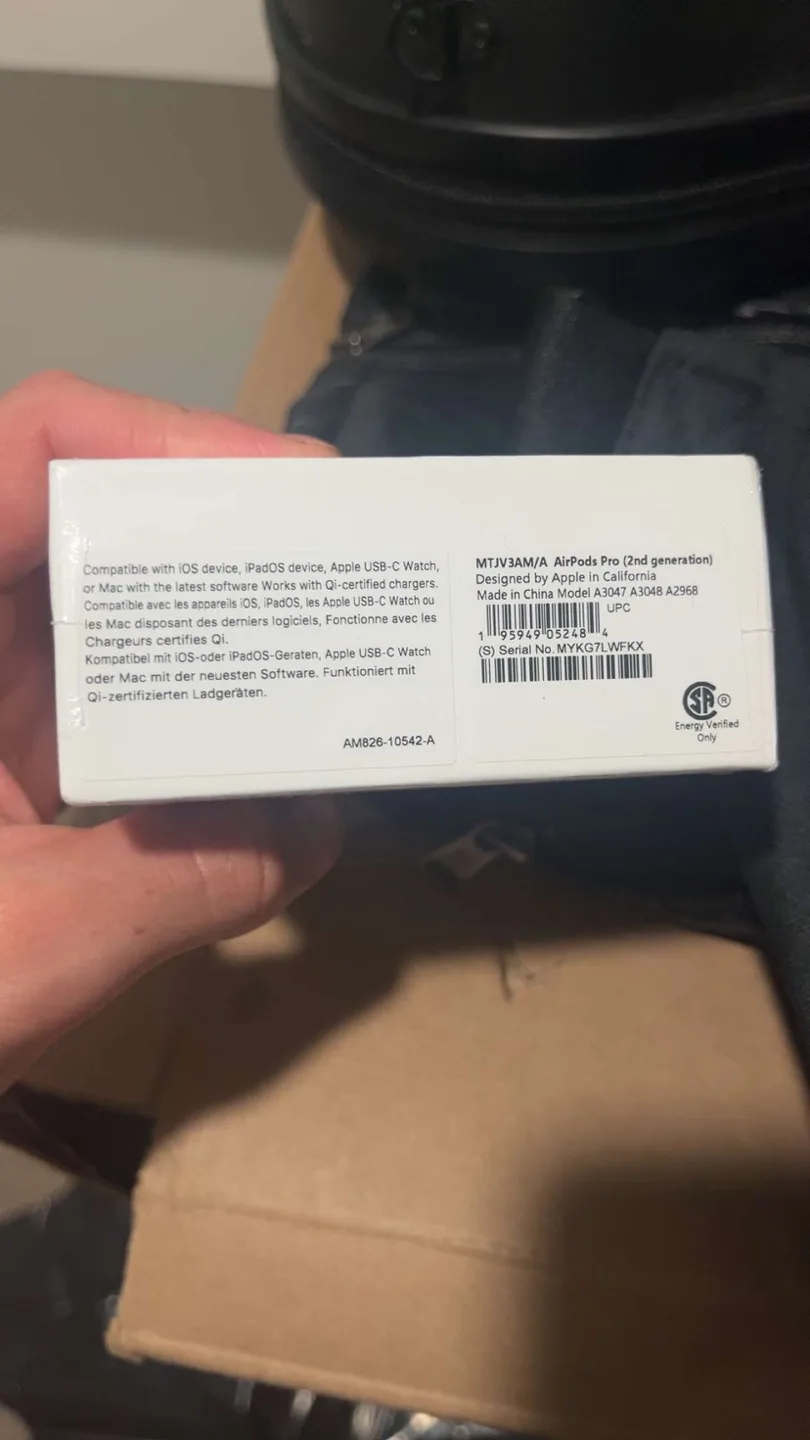 Compatible with iOS device, iPadOS device, Apple USB-C Watch,
or Mac with the latest software Works with Qi-certified chargers.
Compatible avec les appareils iOS, iPadOS, les Apple USB-C Watch ou
les Mac disposant des derniers logiciels, Fonctionne avec les
Chargeurs certifies Qi.
Kompatibel mit iOS-oder iPadOS-Geraten, Apple USB-C Watch
oder Mac mit der neuesten Software. Funktioniert mit
Qi-zertifizierten Ladgeräten.
AM826-10542-A
MTJV3AM/A AirPods Pro (2nd generation)
Designed by Apple in California
Made in China Model A3047 A3048 A2968
UPC
1 95949 05248 4
(S) Serial No. MYKG7LWFKX
SA ®
Energy Verified
Only